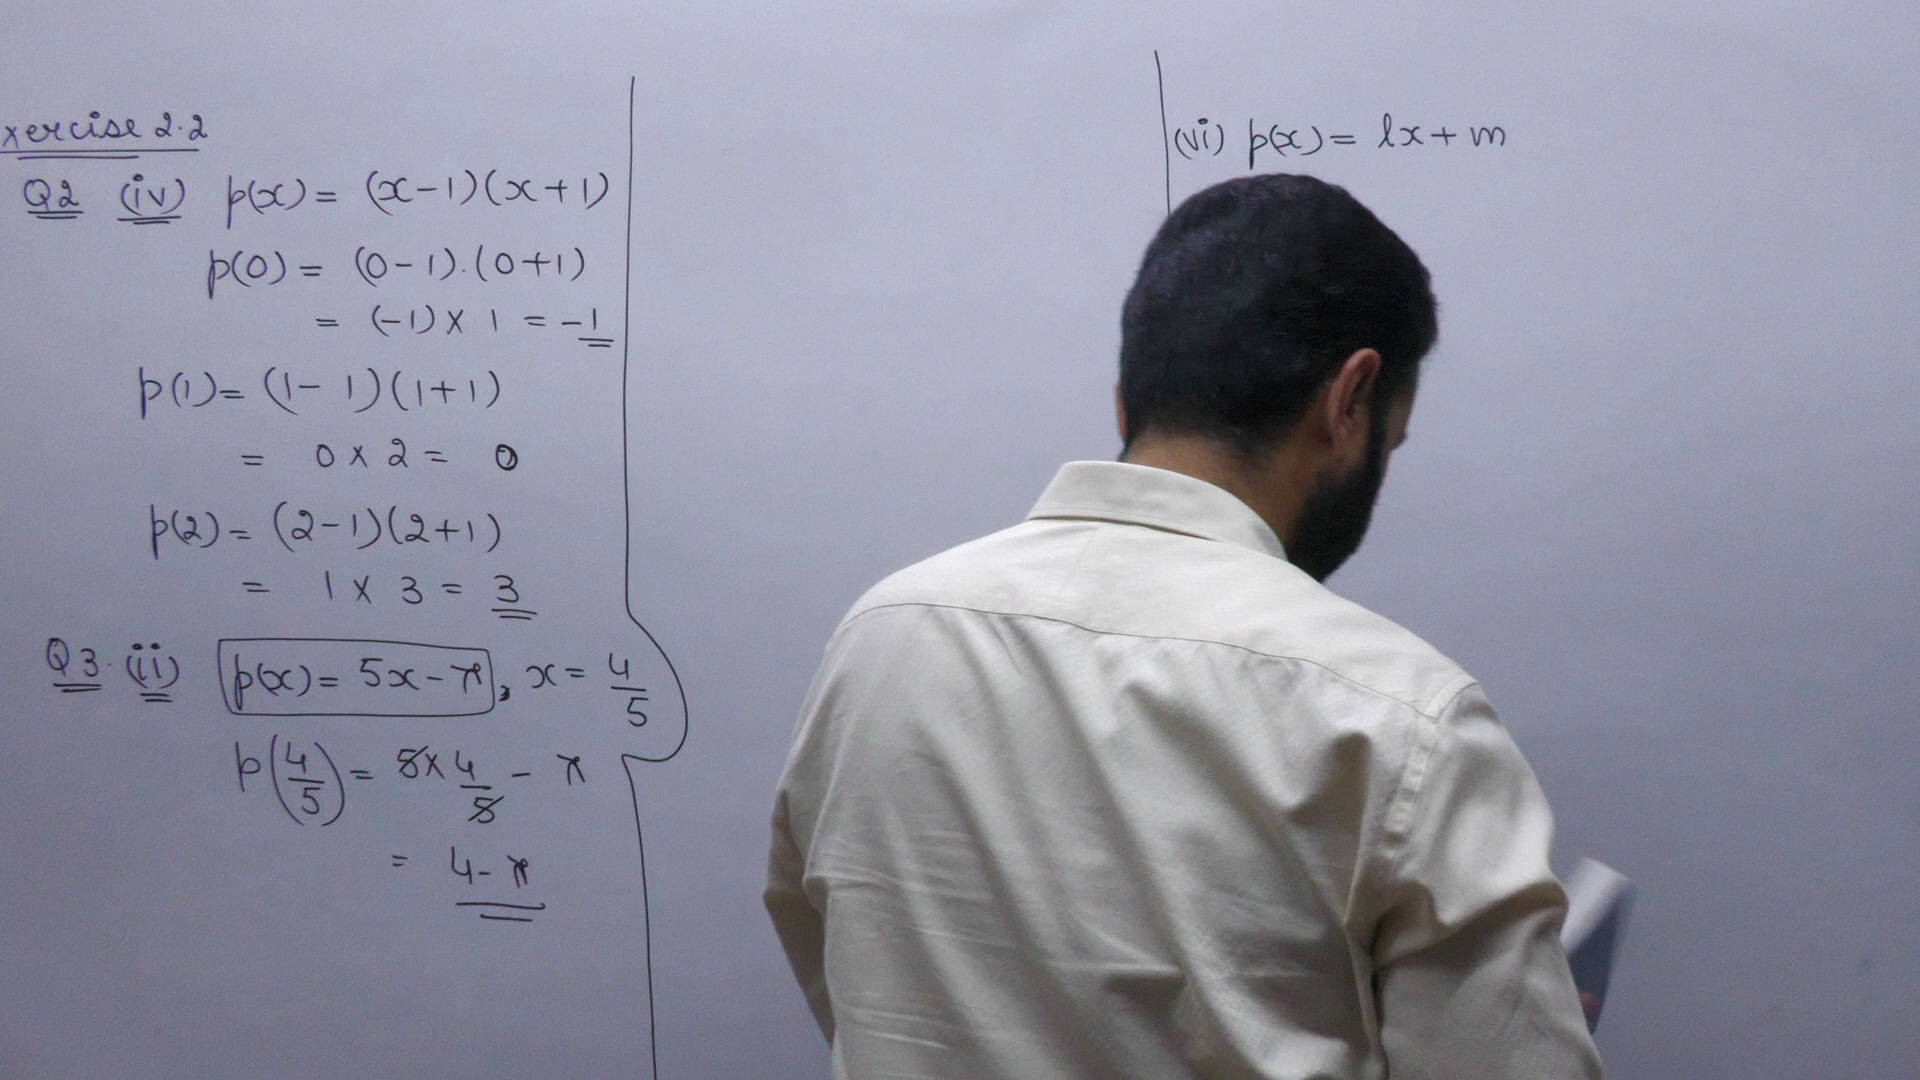 xercise 2.2
Q2 (iv) p(x) = (x-1)(x+1)
p(0) = (0-1).(0+1)
= (-1) × 1 = -1
p(1) = (1-1)(1+1)
= 0 × 2 = 0
p(2) = (2-1)(2+1)
= 1 × 3 = 3
Q3. (ii) p(x) = 5x-π, x = 4/5
p(4/5) = 5 × 4/5 - π
= 4-π
(vi) p(x) = lx + m